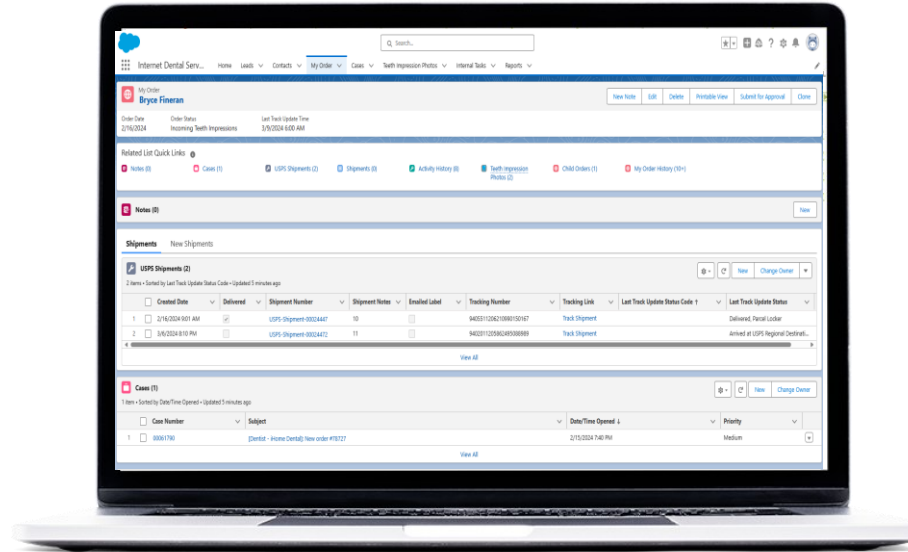 Search...
Internet Dental Serv... Home Leads Contacts My Order Cases Teeth Impression Photos Internal Tasks Reports
My Order
Bryce Fineran
New Note Edit Delete Printable View Submit for Approval Clone
Order Date Order Status Last Track Update Time
2/16/2024 Incoming Teeth Impressions 3/9/2024 6:00 AM
Related List Quick Links
Notes (0) Cases (1) USPS Shipments (2) Shipments (0) Activity History (6) Teeth Impression Photos (2) Child Orders (1) My Order History (10+)
Notes (0) New
Shipments New Shipments
USPS Shipments (2) New Change Owner
2 items • Sorted by Last Track Update Status Code • Updated 5 minutes ago
Created Date Delivered Shipment Number Shipment Notes Emailed Label Tracking Number Tracking Link Last Track Update Status Code ↑ Last Track Update Status
1 2/16/2024 9:01 AM USPS-Shipment-00024447 10 Track Shipment Delivered, Parcel Locker
2 3/6/2024 8:10 PM USPS-Shipment-00024472 11 Track Shipment Arrived at USPS Regional Destinati...
View All
Cases (1) New Change Owner
1 item • Sorted by Date/Time Opened • Updated 5 minutes ago
Case Number Subject Date/Time Opened ↓ Priority
1 00061790 [Dentist - iHome Dental]: New order #T8727 2/15/2024 7:40 PM Medium
View All